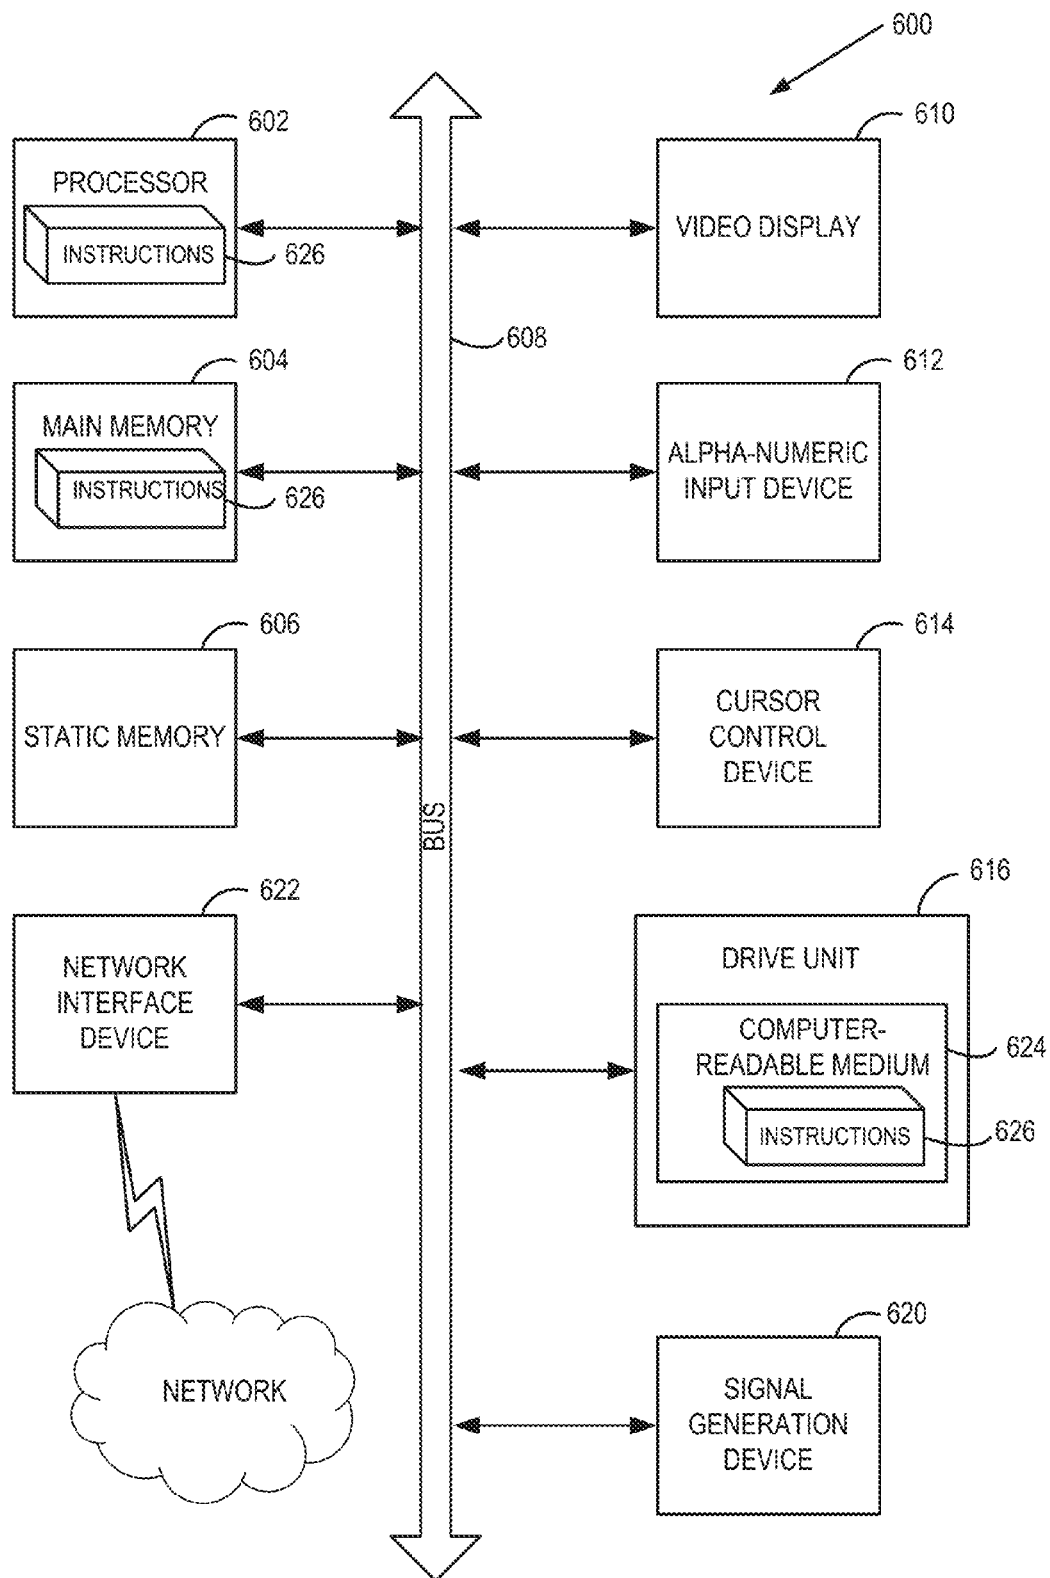 600
602
PROCESSOR
INSTRUCTIONS
626
604
MAIN MEMORY
INSTRUCTIONS
626
606
STATIC MEMORY
622
NETWORK
INTERFACE
DEVICE
NETWORK
608
BUS
610
VIDEO DISPLAY
612
ALPHA-NUMERIC
INPUT DEVICE
614
CURSOR
CONTROL
DEVICE
616
DRIVE UNIT
COMPUTER-
READABLE MEDIUM
624
INSTRUCTIONS
626
620
SIGNAL
GENERATION
DEVICE